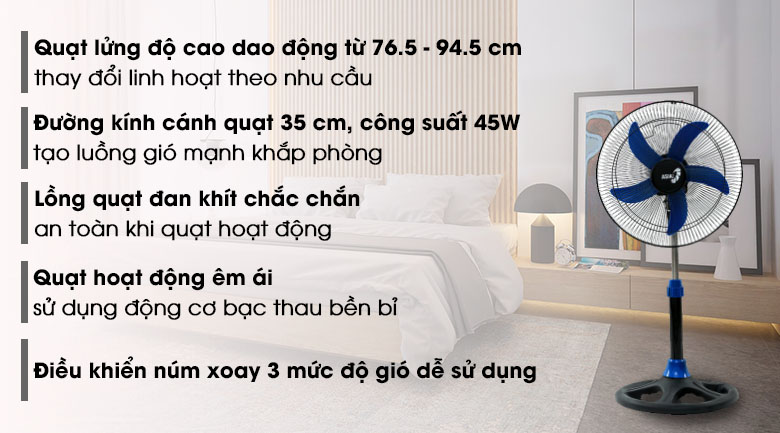 Quạt lửng độ cao dao động từ 76.5 - 94.5 cm
thay đổi linh hoạt theo nhu cầu
Đường kính cánh quạt 35 cm, công suất 45W
tạo luồng gió mạnh khắp phòng
Lồng quạt đan khít chắc chắn
an toàn khi quạt hoạt động
Quạt hoạt động êm ái
sử dụng động cơ bạc thau bền bỉ
Điều khiển núm xoay 3 mức độ gió dễ sử dụng